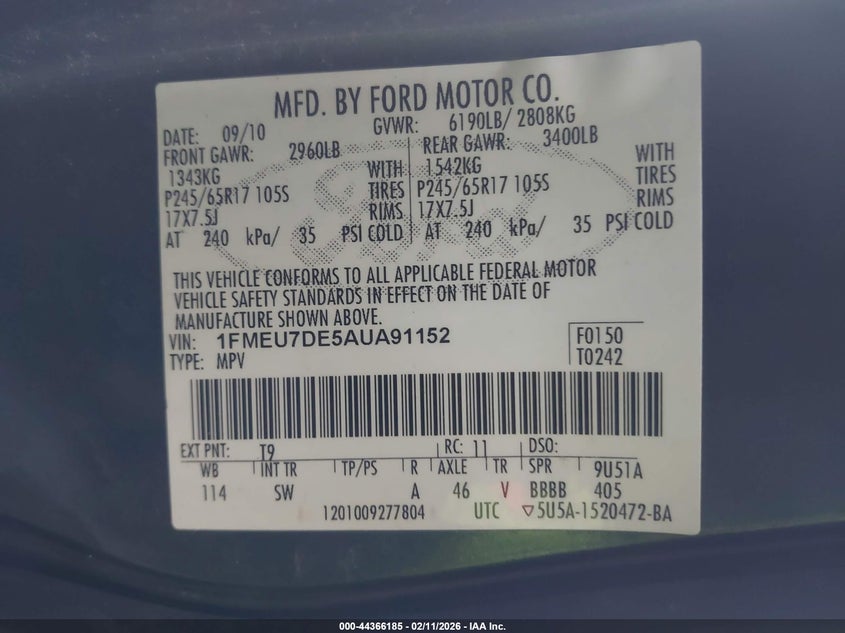 MFD. BY FORD MOTOR CO.
DATE: 09/10 GVWR: 6190LB/ 2808KG
FRONT GAWR: 2960LB REAR GAWR: 3400LB
1343KG WITH 1542KG WITH
P245/65R17 105S TIRES P245/65R17 105S TIRES
17X7.5J RIMS 17X7.5J RIMS
AT 240 kPa/ 35 PSI COLD AT 240 kPa/ 35 PSI COLD
THIS VEHICLE CONFORMS TO ALL APPLICABLE FEDERAL MOTOR
VEHICLE SAFETY STANDARDS IN EFFECT ON THE DATE OF
MANUFACTURE SHOWN ABOVE.
VIN: 1FMEU7DE5AUA91152 F0150
TYPE: MPV T0242
EXT PNT: T9 RC: 11 DSO:
WB INT TR TP/PS R AXLE TR SPR 9U51A
114 SW A 46 V BBBB 405
1201009277804 UTC ▽5U5A-1520472-BA
000-44366185 - 02/11/2026 - IAA Inc.